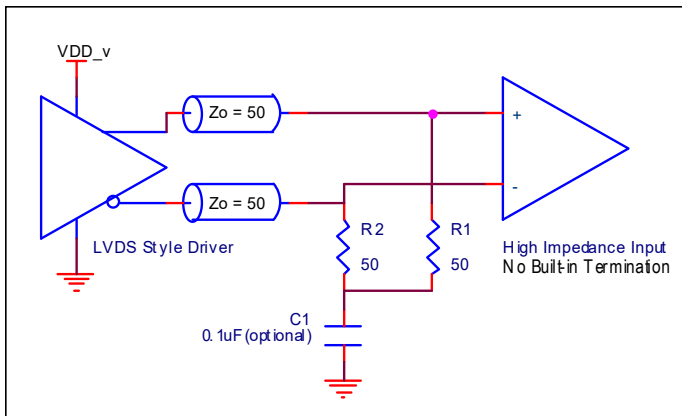 VDD_v
Zo = 50
+
Zo = 50
-
LVDS Style Driver
R2
50
R1
50
High Impedance Input
No Built-in Termination
C1
0.1uF(optional)